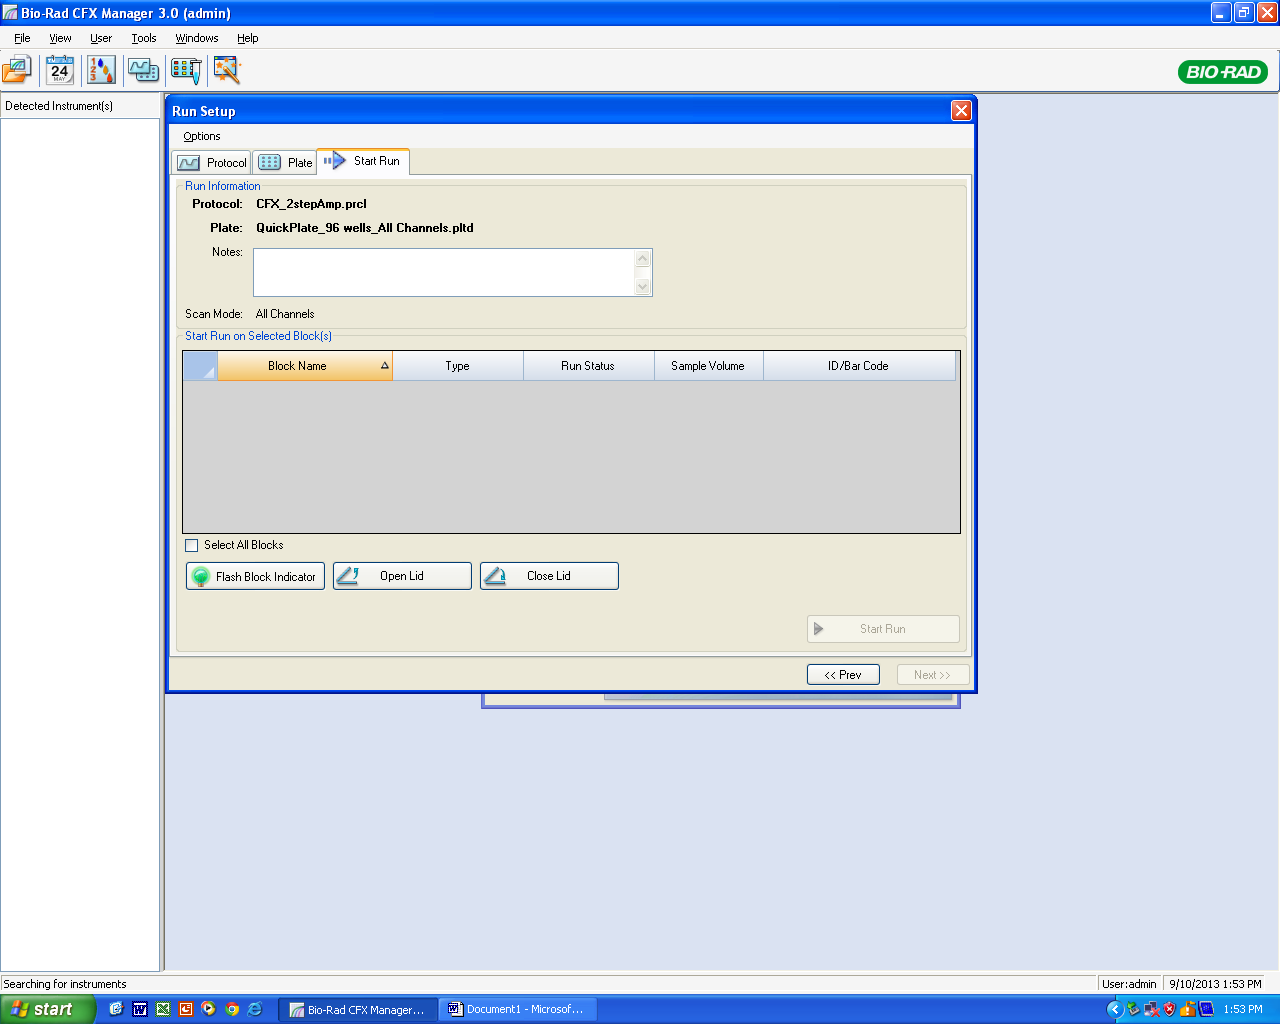 Bio-Rad CFX Manager 3.0 (admin)
File View User Tools Windows Help
24
MAY
1
2
3
BIO-RAD
Detected Instrument(s)
Run Setup
Options
Protocol Plate Start Run
Run Information
Protocol: CFX_2stepAmp.prcl
Plate: QuickPlate_96 wells_All Channels.pltd
Notes:
Scan Mode: All Channels
Start Run on Selected Block(s)
Block Name Type Run Status Sample Volume ID/Bar Code
Select All Blocks
Flash Block Indicator Open Lid Close Lid
Start Run
<< Prev Next >>
Searching for instruments User:admin 9/10/2013 1:53 PM
start Bio-Rad CFX Manager... Document1 - Microsof... 1:53 PM